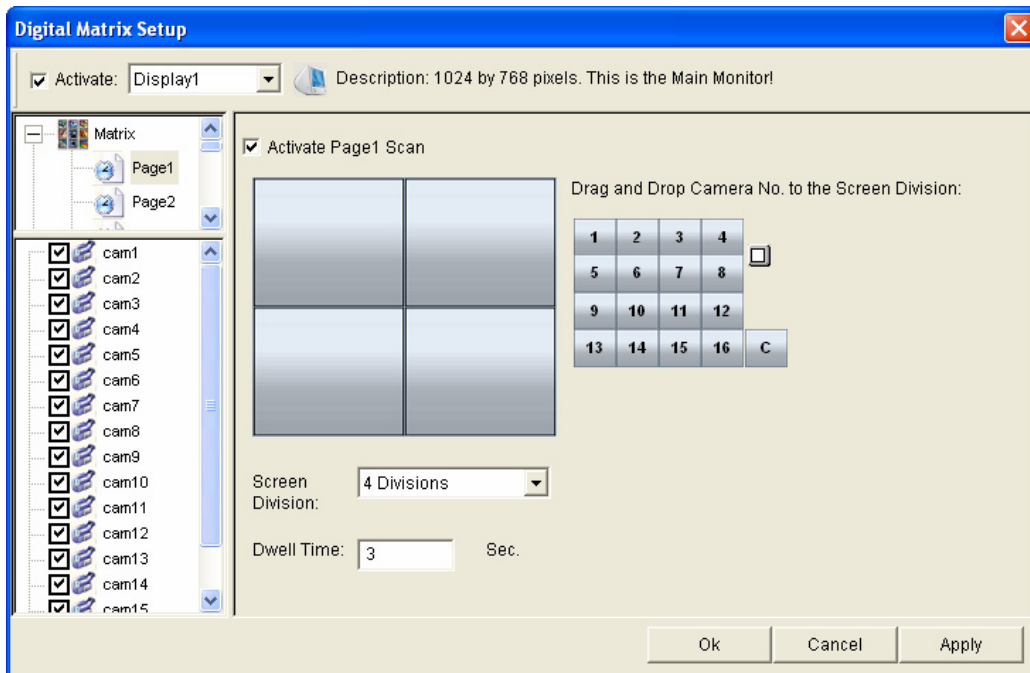 Digital Matrix Setup
Activate: Display1 Description: 1024 by 768 pixels. This is the Main Monitor!
Matrix
Page1
Page2
cam1
cam2
cam3
cam4
cam5
cam6
cam7
cam8
cam9
cam10
cam11
cam12
cam13
cam14
cam15
Activate Page1 Scan
Drag and Drop Camera No. to the Screen Division:
1 2 3 4
5 6 7 8
9 10 11 12
13 14 15 16 C
Screen
Division:
4 Divisions
Dwell Time: 3 Sec.
Ok Cancel Apply